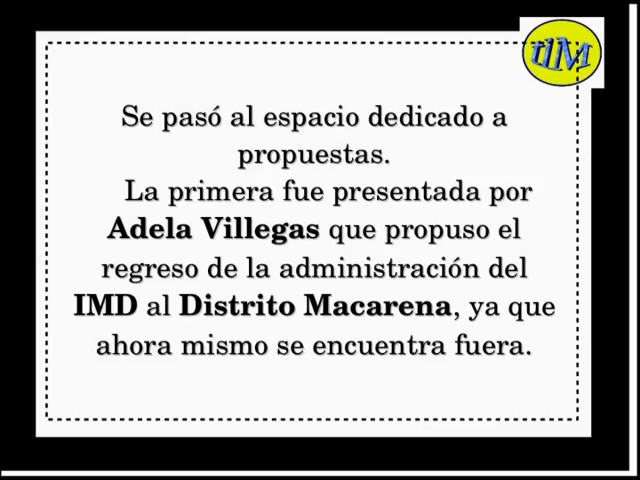 tlM
Se pasó al espacio dedicado a
propuestas.
La primera fue presentada por
Adela Villegas que propuso el
regreso de la administración del
IMD al Distrito Macarena, ya que
ahora mismo se encuentra fuera.